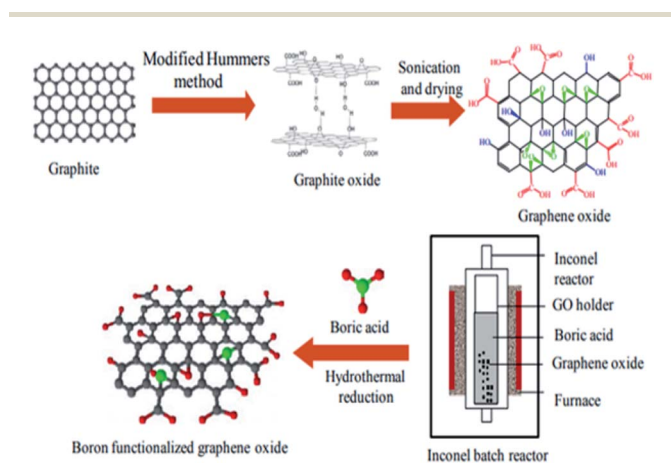 Modified Hummers
method
Graphite
Graphite oxide
Sonication
and drying
Graphene oxide
Boric acid
Hydrothermal
reduction
Boron functionalized graphene oxide
Inconel
reactor
GO holder
Boric acid
Graphene oxide
Furnace
Inconel batch reactor